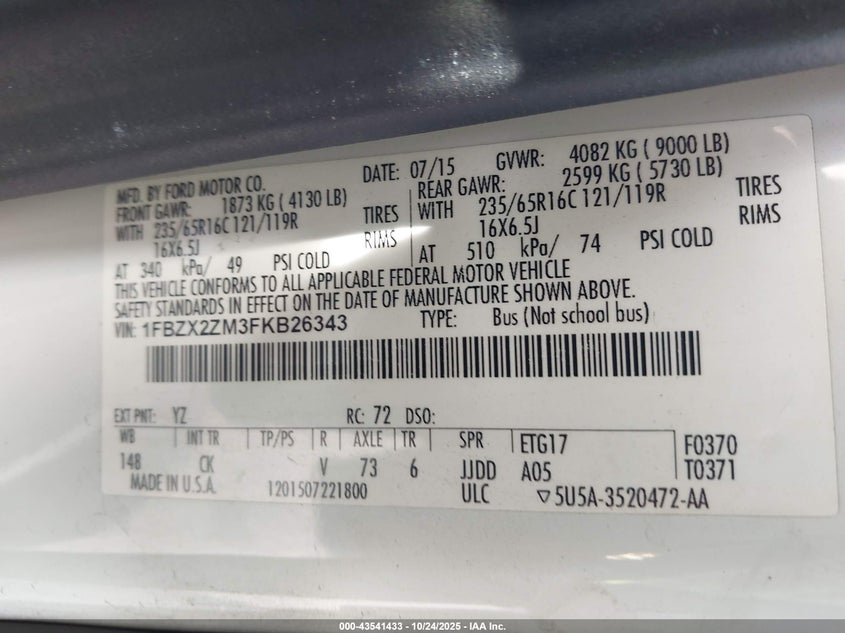 MFD. BY FORD MOTOR CO. DATE: 07/15 GVWR: 4082 KG ( 9000 LB)
FRONT GAWR: 1873 KG ( 4130 LB) REAR GAWR: 2599 KG ( 5730 LB)
WITH 235/65R16C 121/119R TIRES WITH 235/65R16C 121/119R TIRES
16X6.5J RIMS 16X6.5J RIMS
AT 340 kPa/ 49 PSI COLD AT 510 kPa/ 74 PSI COLD
THIS VEHICLE CONFORMS TO ALL APPLICABLE FEDERAL MOTOR VEHICLE
SAFETY STANDARDS IN EFFECT ON THE DATE OF MANUFACTURE SHOWN ABOVE.
VIN: 1FBZX2ZM3FKB26343 TYPE: Bus (Not school bus)
EXT PNT: YZ RC: 72 DSO:
WB INT TR TP/PS R AXLE TR SPR ETG17 F0370
148 CK V 73 6 JJDD A05 T0371
MADE IN U.S.A. 1201507221800 ULC ▽5U5A-3520472-AA
000-43541433 - 10/24/2025 - IAA Inc.